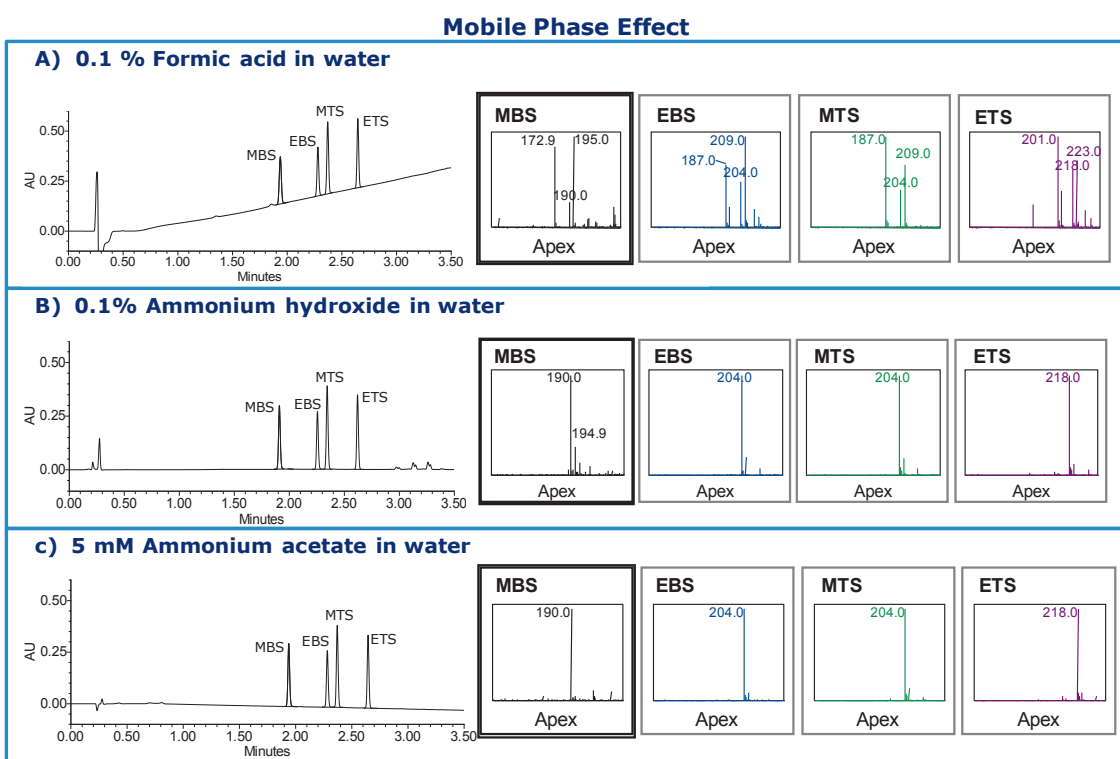 Mobile Phase Effect
A) 0.1 % Formic acid in water
AU
0.50
0.25
0.00
MBS
EBS
MTS
ETS
0.00 0.50 1.00 1.50 2.00 2.50 3.00 3.50
Minutes
MBS
172.9
195.0
190.0
Apex
EBS
209.0
187.0
204.0
Apex
MTS
187.0
209.0
204.0
Apex
ETS
201.0
223.0
218.0
Apex
B) 0.1% Ammonium hydroxide in water
AU
0.50
0.25
0.00
MBS
EBS
MTS
ETS
0.00 0.50 1.00 1.50 2.00 2.50 3.00 3.50
Minutes
MBS
190.0
194.9
Apex
EBS
204.0
Apex
MTS
204.0
Apex
ETS
218.0
Apex
c) 5 mM Ammonium acetate in water
AU
0.50
0.25
0.00
MBS
EBS
MTS
ETS
0.00 0.50 1.00 1.50 2.00 2.50 3.00 3.50
Minutes
MBS
190.0
Apex
EBS
204.0
Apex
MTS
204.0
Apex
ETS
218.0
Apex